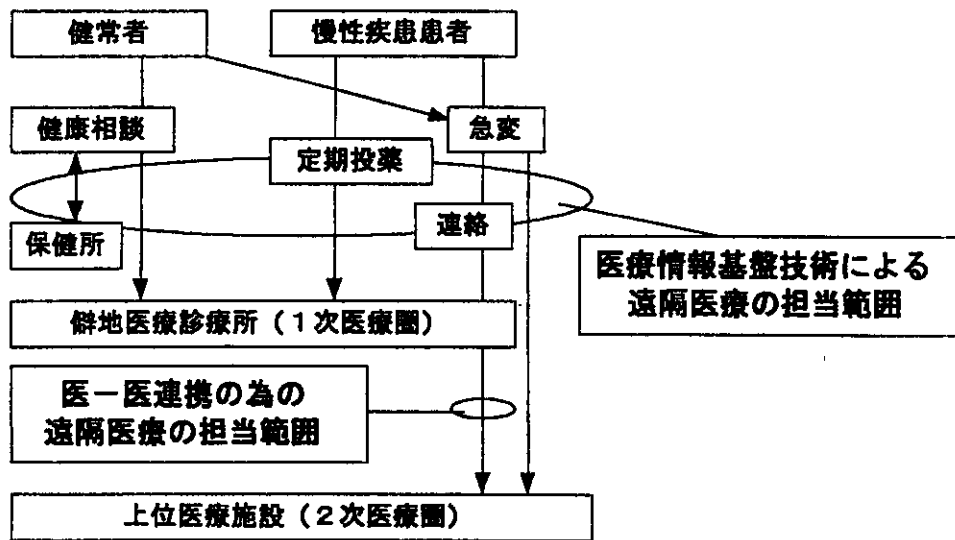 健常者
慢性疾患患者
健康相談
急変
定期投薬
連絡
保健所
医療情報基盤技術による
遠隔医療の担当範囲
僻地医療診療所（１次医療圏）
医－医連携の為の
遠隔医療の担当範囲
上位医療施設（２次医療圏）